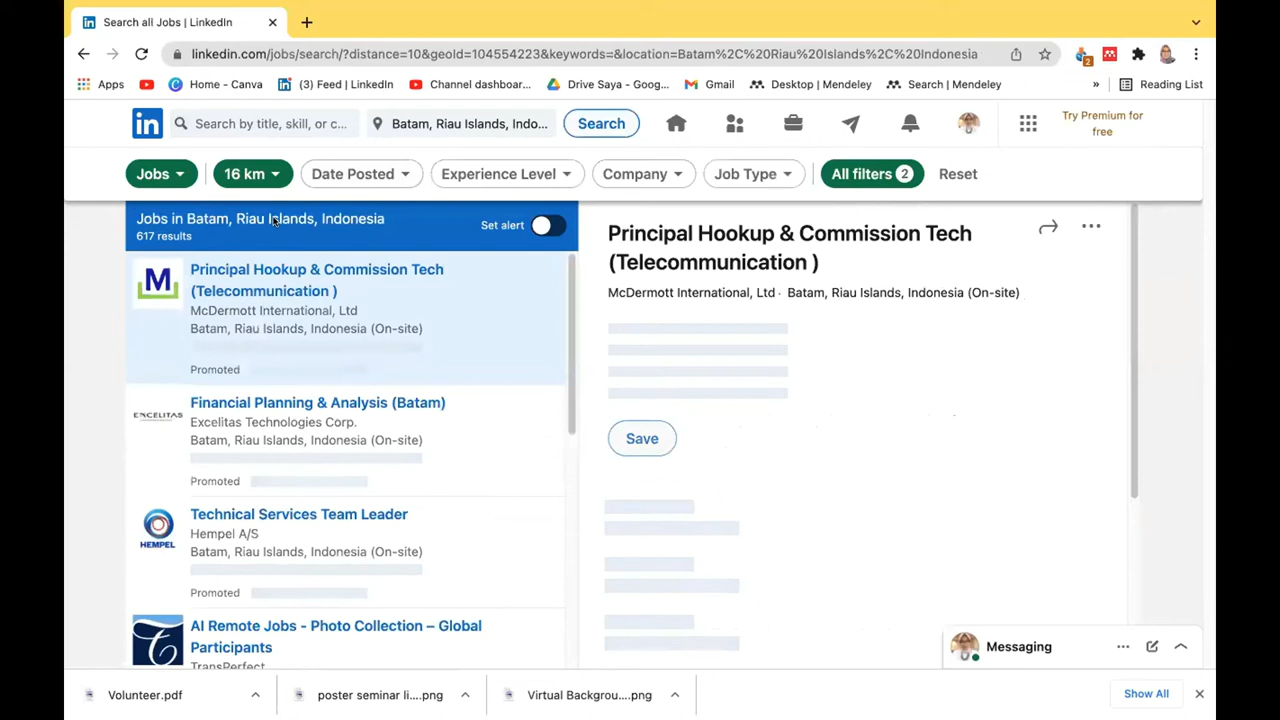 Search all Jobs | LinkedIn
linkedin.com/jobs/search/?distance=10&geoId=104554223&keywords=&location=Batam%2C%20Riau%20Islands%2C%20Indonesia
2
Apps
Home - Canva
(3) Feed | LinkedIn
Channel dashboar...
Drive Saya - Goog...
Gmail
Desktop | Mendeley
Search | Mendeley
»
Reading List
in
Search by title, skill, or c...
Batam, Riau Islands, Indo...
Search
Try Premium for
free
Jobs
16 km
Date Posted
Experience Level
Company
Job Type
All filters 2
Reset
Jobs in Batam, Riau Islands, Indonesia
617 results
Set alert
M
Principal Hookup & Commission Tech
(Telecommunication )
McDermott International, Ltd
Batam, Riau Islands, Indonesia (On-site)
Promoted
EXCELITAS
Financial Planning & Analysis (Batam)
Excelitas Technologies Corp.
Batam, Riau Islands, Indonesia (On-site)
Promoted
HEMPEL
Technical Services Team Leader
Hempel A/S
Batam, Riau Islands, Indonesia (On-site)
Promoted
AI Remote Jobs - Photo Collection – Global
Participants
TransPerfect
Principal Hookup & Commission Tech
(Telecommunication )
McDermott International, Ltd · Batam, Riau Islands, Indonesia (On-site)
Save
Messaging
Volunteer.pdf
poster seminar li....png
Virtual Backgrou....png
Show All